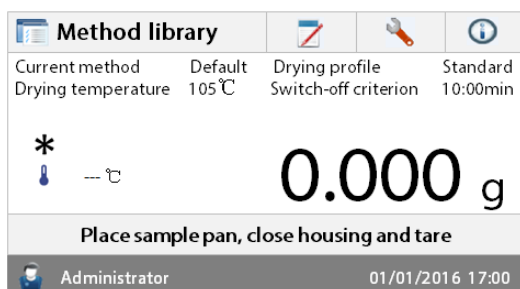 Method library
Current method Default Drying profile Standard
Drying temperature 105℃ Switch-off criterion 10:00min
*
--- ℃ 0.000 g
Place sample pan, close housing and tare
Administrator 01/01/2016 17:00